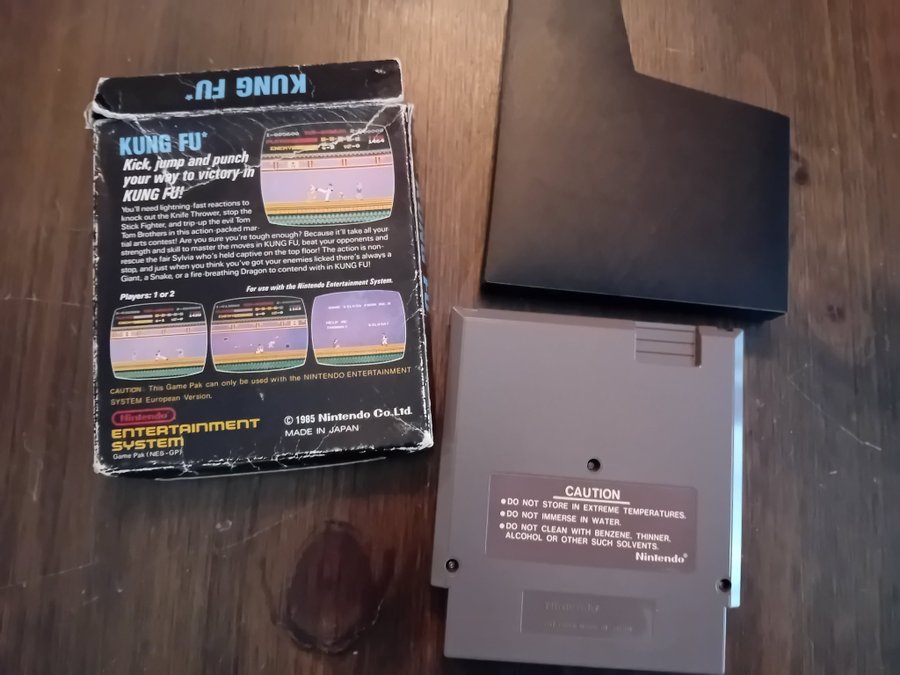 KUNG FU*
KUNG FU*
Kick, jump and punch
your way to victory in
KUNG FU!
You'll need lightning-fast reactions to
knock out the Knife Thrower, stop the
Stick Fighter, and trip-up the evil Tom
Tom Brothers in this action-packed mar-
tial arts contest! Are you sure you're tough enough? Because it'll take all your
strength and skill to master the moves in KUNG FU, beat your opponents and
rescue the fair Sylvia who's held captive on the top floor! The action is non-
stop, and just when you think you've got your enemies licked there's always a
Giant, a Snake, or a fire-breathing Dragon to contend with in KUNG FU!
For use with the Nintendo Entertainment System.
Players: 1 or 2
HELP ME
CAUTION: This Game Pak can only be used with the NINTENDO ENTERTAINMENT
SYSTEM European Version.
Nintendo
ENTERTAINMENT
SYSTEM
Game Pak (NES-GP)
© 1985 Nintendo Co., Ltd.
MADE IN JAPAN
CAUTION
• DO NOT STORE IN EXTREME TEMPERATURES.
• DO NOT IMMERSE IN WATER.
• DO NOT CLEAN WITH BENZENE, THINNER,
ALCOHOL OR OTHER SUCH SOLVENTS.
Nintendo®
Nintendo